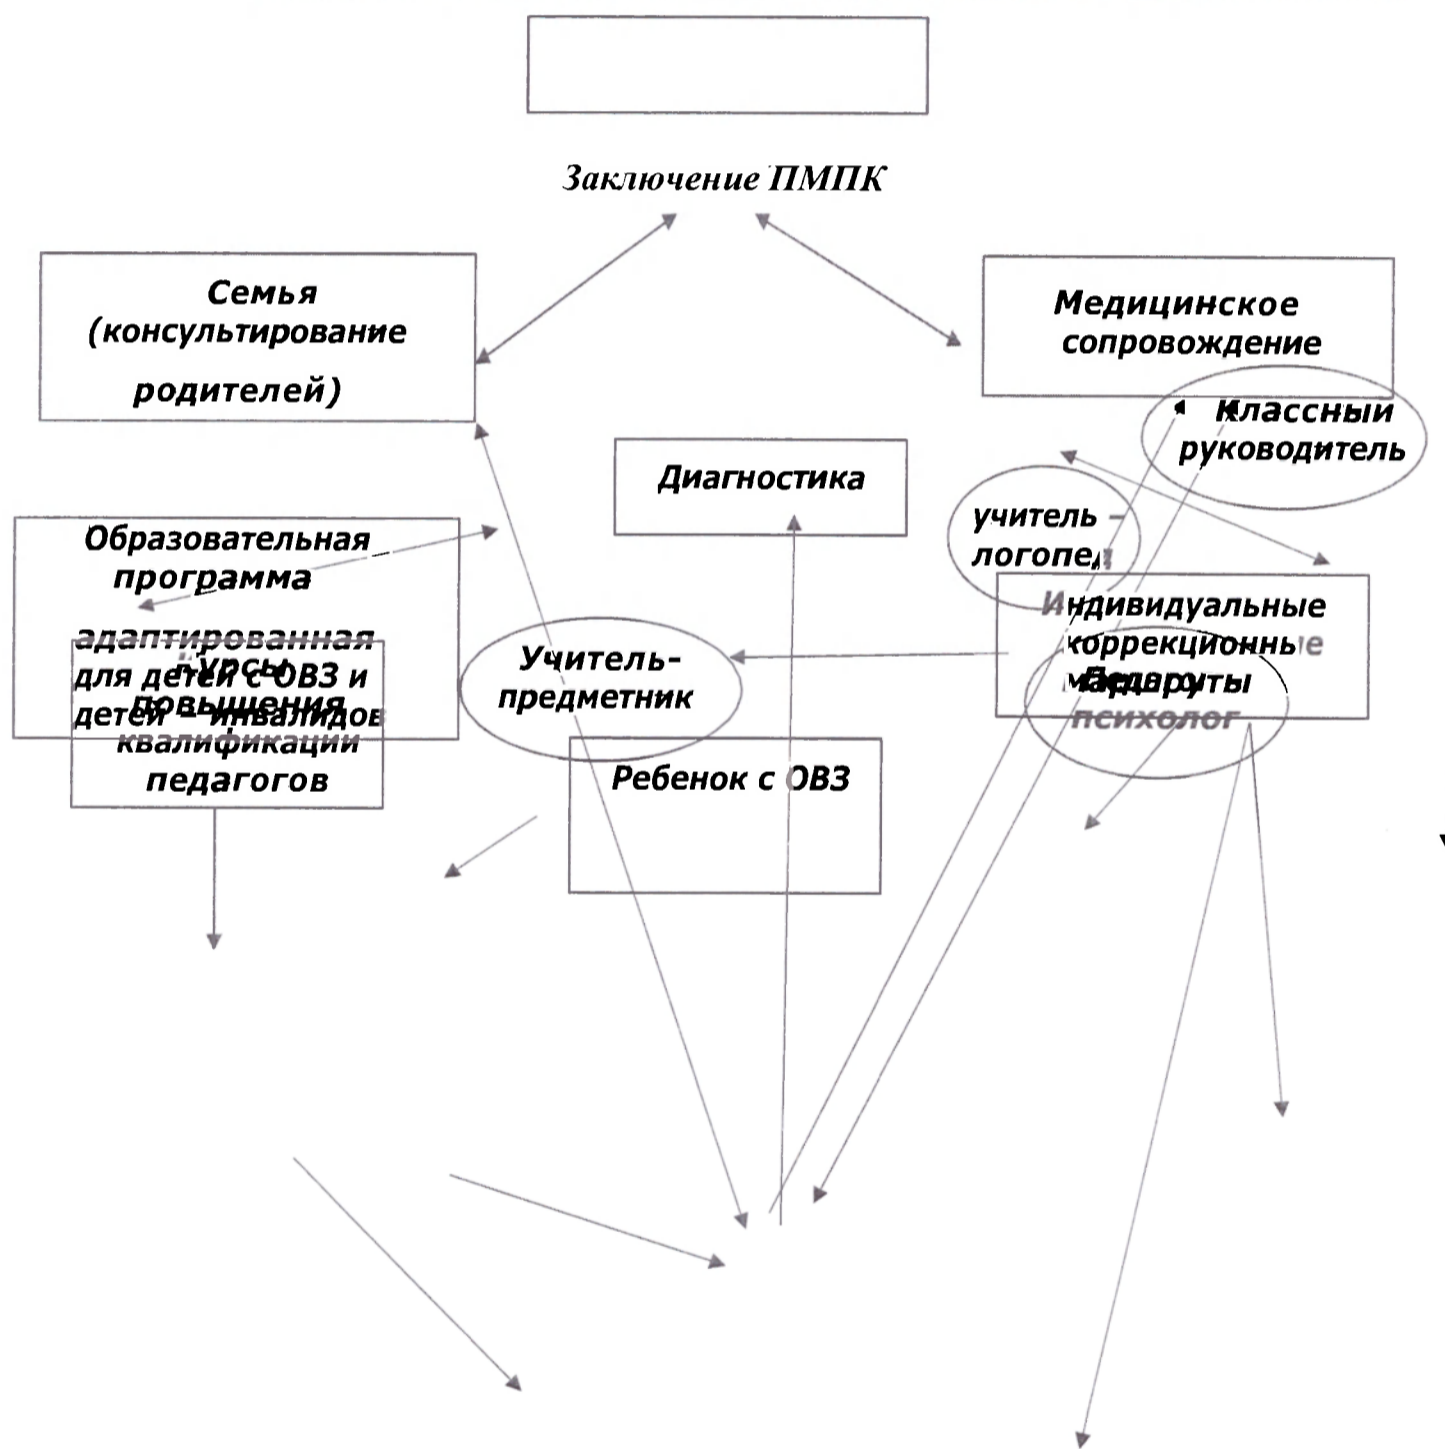 Заключение ПМПК
Семья
(консультирование
родителей)
Медицинское
сопровождение
Классный
руководитель
Диагностика
учитель –
логопед
Образовательная
программа
адаптированная
для детей с ОВЗ и
детей – инвалидов
Курсы
повышения
квалификации
педагогов
Учитель-
предметник
Индивидуальные
коррекционные
маршруты
Педагог
психолог
Ребенок с ОВЗ